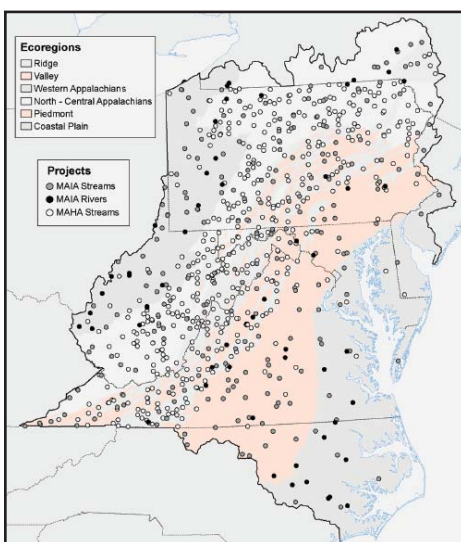 Ecoregions
Ridge
Valley
Western Appalachians
North - Central Appalachians
Piedmont
Coastal Plain
Projects
MAIA Streams
MAIA Rivers
MAHA Streams